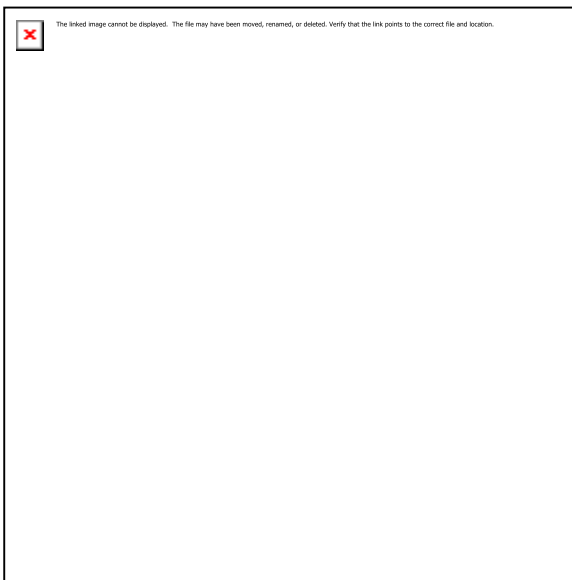 The linked image cannot be displayed.  The file may have been moved, renamed, or deleted. Verify that the link points to the correct file and location.